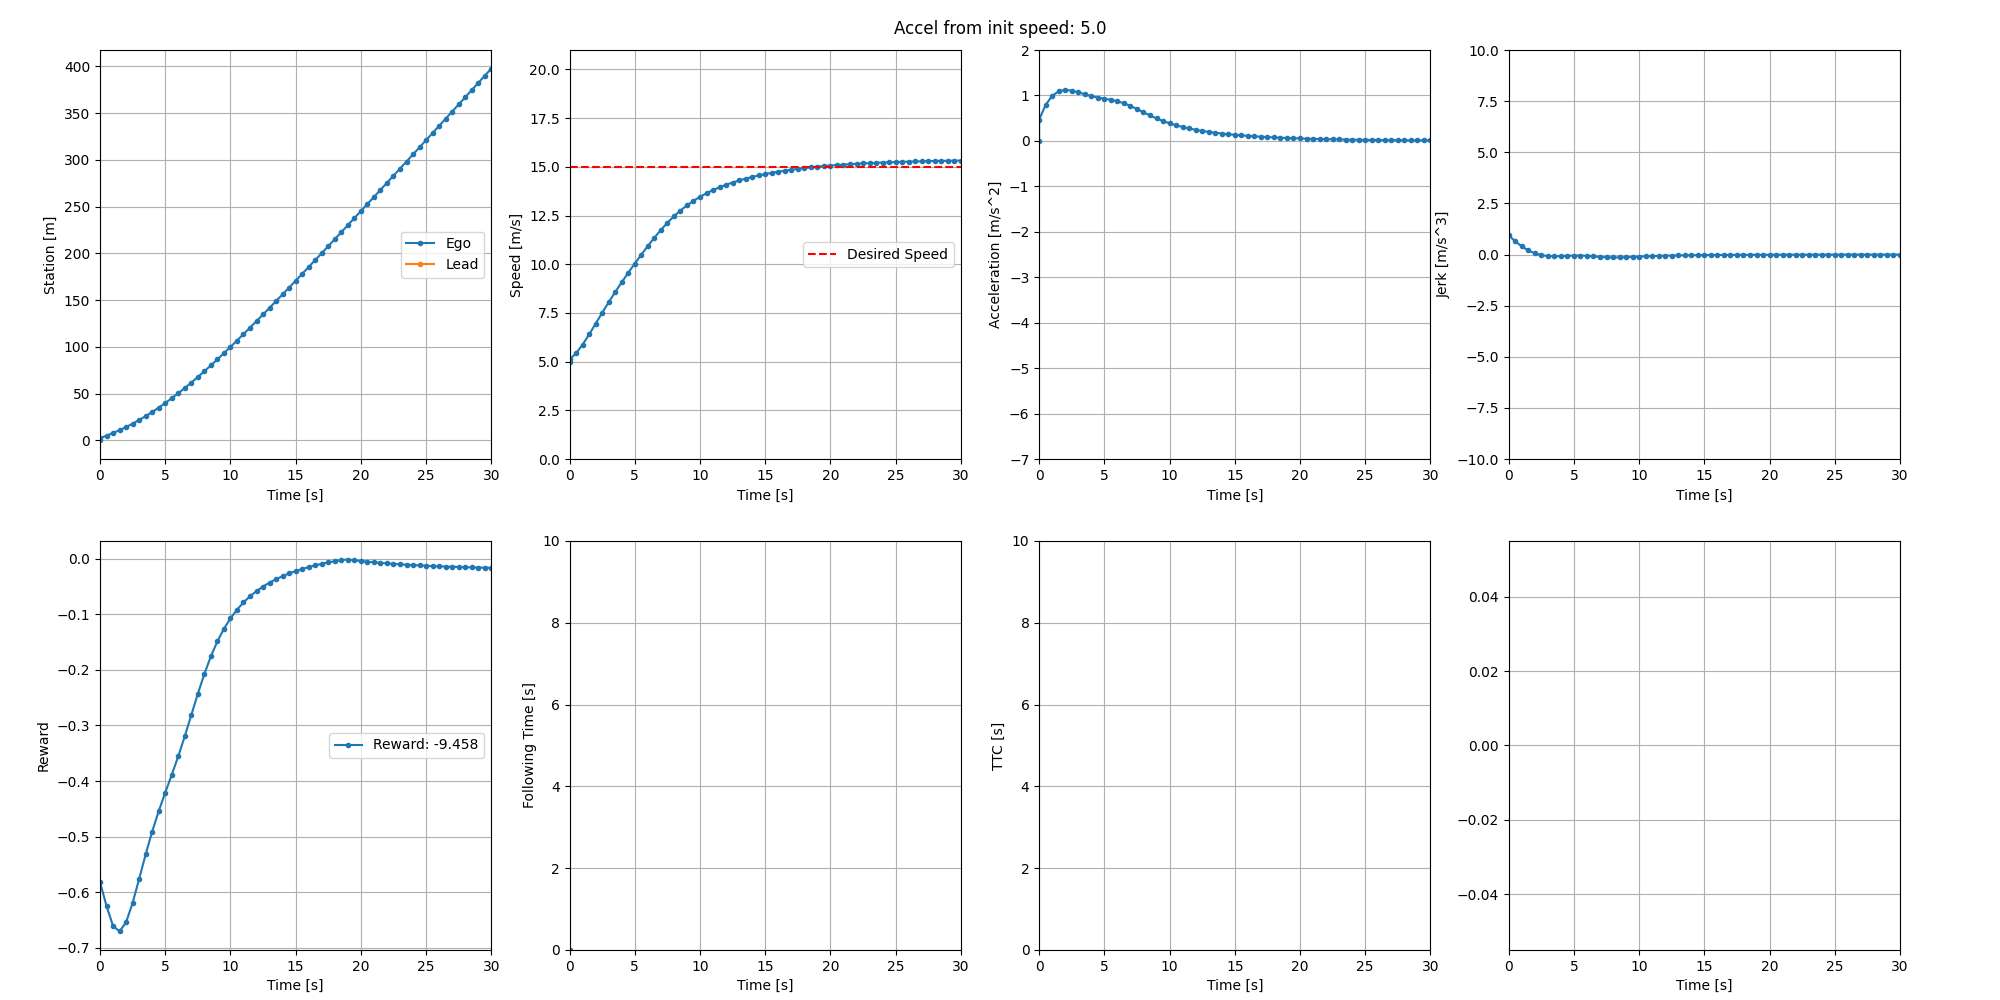 Accel from init speed: 5.0
Station [m]
400
350
300
250
200
150
100
50
0
Ego
Lead
0 5 10 15 20 25 30
Time [s]
Speed [m/s]
20.0
17.5
15.0
12.5
10.0
7.5
5.0
2.5
0.0
Desired Speed
0 5 10 15 20 25 30
Time [s]
Acceleration [m/s^2]
2
1
0
−1
−2
−3
−4
−5
−6
−7
0 5 10 15 20 25 30
Time [s]
Jerk [m/s^3]
10.0
7.5
5.0
2.5
0.0
−2.5
−5.0
−7.5
−10.0
0 5 10 15 20 25 30
Time [s]
Reward
0.0
−0.1
−0.2
−0.3
−0.4
−0.5
−0.6
−0.7
Reward: -9.458
0 5 10 15 20 25 30
Time [s]
Following Time [s]
10
8
6
4
2
0
0 5 10 15 20 25 30
Time [s]
TTC [s]
10
8
6
4
2
0
0 5 10 15 20 25 30
Time [s]
0.04
0.02
0.00
−0.02
−0.04
0 5 10 15 20 25 30
Time [s]